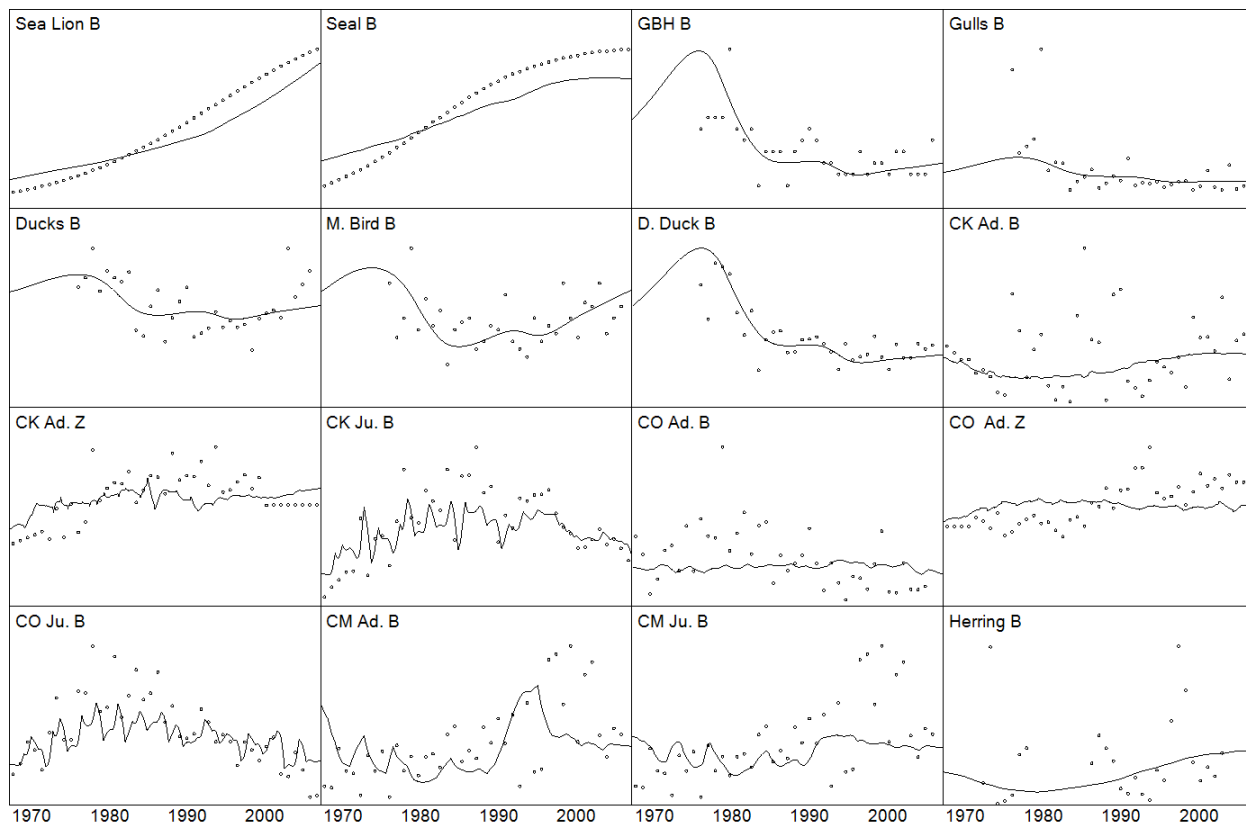 Sea Lion B
Seal B
GBH B
Gulls B
Ducks B
M. Bird B
D. Duck B
CK Ad. B
CK Ad. Z
CK Ju. B
CO Ad. B
CO Ad. Z
CO Ju. B
CM Ad. B
CM Ju. B
Herring B
1970 1980 1990 2000 1970 1980 1990 2000 1970 1980 1990 2000 1970 1980 1990 2000